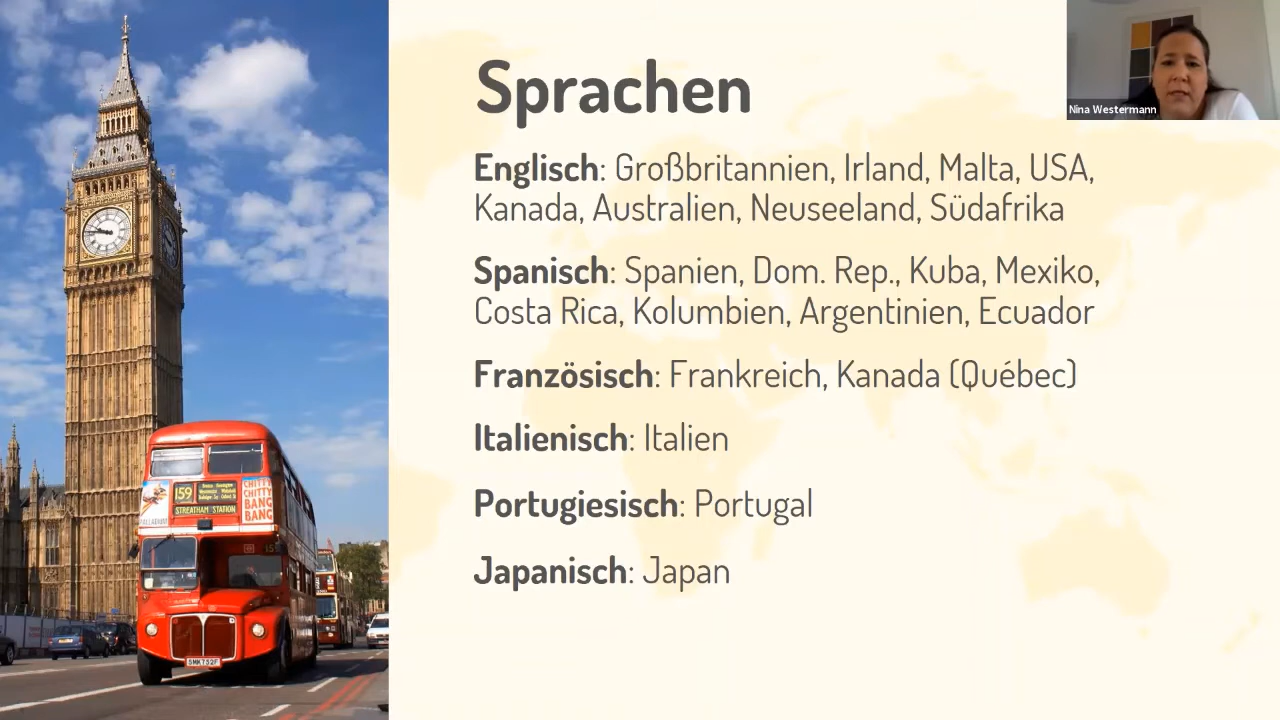 Sprachen
Nina Westermann
Englisch: Großbritannien, Irland, Malta, USA,
Kanada, Australien, Neuseeland, Südafrika
Spanisch: Spanien, Dom. Rep., Kuba, Mexiko,
Costa Rica, Kolumbien, Argentinien, Ecuador
Französisch: Frankreich, Kanada (Québec)
Italienisch: Italien
Portugiesisch: Portugal
Japanisch: Japan
159
STREATHAM STATION
CHITTY
CHITTY
BANG
BANG
PALLADIUM
SMK752F